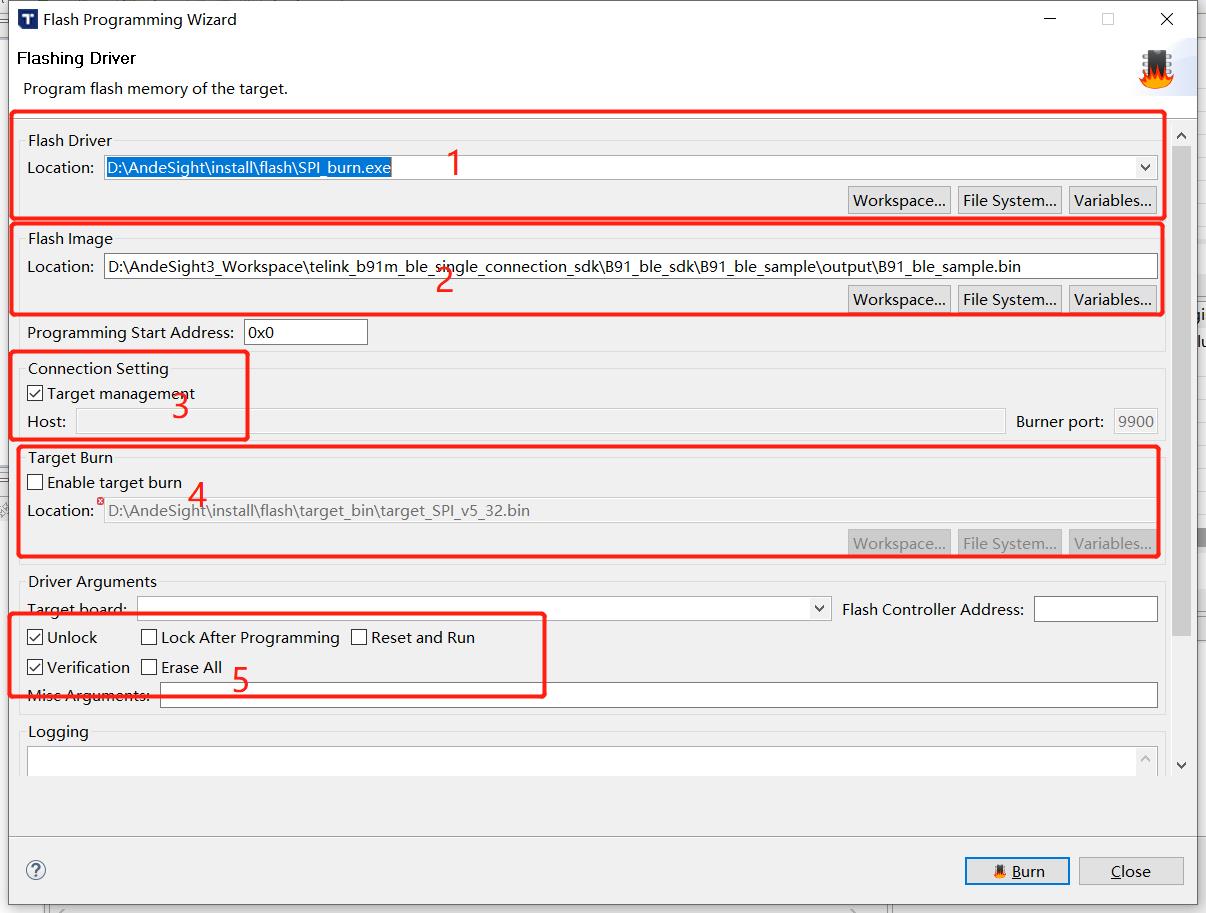 Flash Programming Wizard
Flashing Driver
Program flash memory of the target.
Flash Driver
Location: D:\AndeSight\install\flash\SPI_burn.exe
1
Workspace... File System... Variables...
Flash Image
Location: D:\AndeSight3_Workspace\telink_b91m_ble_single_connection_sdk\B91_ble_sdk\B91_ble_sample\output\B91_ble_sample.bin
2
Workspace... File System... Variables...
Programming Start Address: 0x0
Connection Setting
Target management
3
Host: Burner port: 9900
Target Burn
Enable target burn
4
Location: D:\AndeSight\install\flash\target_bin\target_SPI_v5_32.bin
Workspace... File System... Variables...
Driver Arguments
Target board: Flash Controller Address:
Unlock Lock After Programming Reset and Run
Verification Erase All
5
Misc Arguments:
Logging
? Burn Close